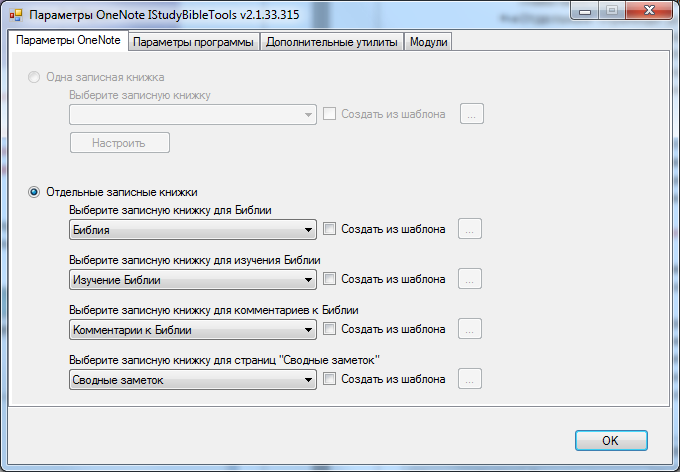 Параметры OneNote IStudyBibleTools v2.1.33.315
Параметры OneNote Параметры программы Дополнительные утилиты Модули
Одна записная книжка
Выберите записную книжку
Создать из шаблона ...
Настроить
Отдельные записные книжки
Выберите записную книжку для Библии
Библия Создать из шаблона ...
Выберите записную книжку для изучения Библии
Изучение Библии Создать из шаблона ...
Выберите записную книжку для комментариев к Библии
Комментарии к Библии Создать из шаблона ...
Выберите записную книжку для страниц "Сводные заметок"
Сводные заметок Создать из шаблона ...
OK